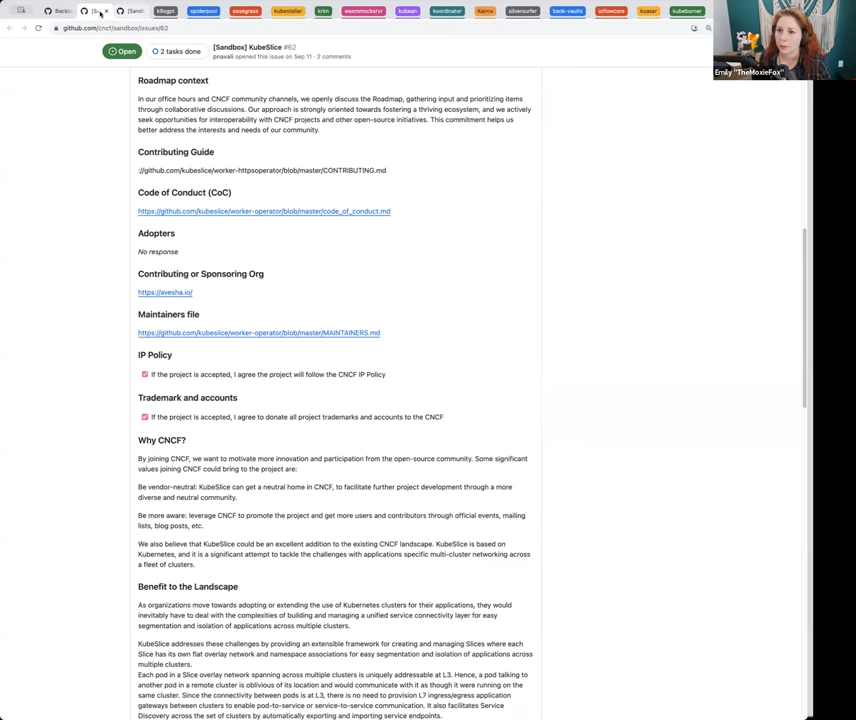 Backlo
[Sa
[Sand
k8sgpt
spiderpool
easegress
kubestellar
krkn
wasmmocksrvr
kubean
koordinator
Kairos
silversurfer
bank-vaults
isflowcore
kuasar
kubeburner
github.com/cncf/sandbox/issues/62
Open
2 tasks done
[Sandbox] KubeSlice #62
pnavali opened this issue on Sep 11 · 2 comments
Emily "TheMoxieFox"
Roadmap context
In our office hours and CNCF community channels, we openly discuss the Roadmap, gathering input and prioritizing items
through collaborative discussions. Our approach is strongly oriented towards fostering a thriving ecosystem, and we actively
seek opportunities for interoperability with CNCF projects and other open-source initiatives. This commitment helps us
better address the interests and needs of our community.
Contributing Guide
://github.com/kubeslice/worker-httpsoperator/blob/master/CONTRIBUTING.md
Code of Conduct (CoC)
https://github.com/kubeslice/worker-operator/blob/master/code_of_conduct.md
Adopters
No response
Contributing or Sponsoring Org
https://avesha.io/
Maintainers file
https://github.com/kubeslice/worker-operator/blob/master/MAINTAINERS.md
IP Policy
If the project is accepted, I agree the project will follow the CNCF IP Policy
Trademark and accounts
If the project is accepted, I agree to donate all project trademarks and accounts to the CNCF
Why CNCF?
By joining CNCF, we want to motivate more innovation and participation from the open-source community. Some significant
values joining CNCF could bring to the project are:
Be vendor-neutral: KubeSlice can get a neutral home in CNCF, to facilitate further project development through a more
diverse and neutral community.
Be more aware: leverage CNCF to promote the project and get more users and contributors through official events, mailing
lists, blog posts, etc.
We also believe that KubeSlice could be an excellent addition to the existing CNCF landscape. KubeSlice is based on
Kubernetes, and it is a significant attempt to tackle the challenges with applications specific multi-cluster networking across
a fleet of clusters.
Benefit to the Landscape
As organizations move towards adopting or extending the use of Kubernetes clusters for their applications, they would
inevitably have to deal with the complexities of building and managing a unified service connectivity layer for easy
segmentation and isolation of applications across multiple clusters.
KubeSlice addresses these challenges by providing an extensible framework for creating and managing Slices where each
Slice has its own flat overlay network and namespace associations for easy segmentation and isolation of applications across
multiple clusters.
Each pod in a Slice overlay network spanning across multiple clusters is uniquely addressable at L3. Hence, a pod talking to
another pod in a remote cluster is oblivious of its location and would communicate with it as though it were running on the
same cluster. Since the connectivity between pods is at L3, there is no need to provision L7 ingress/egress application
gateways between clusters to enable pod-to-service or service-to-service communication. It also facilitates Service
Discovery across the set of clusters by automatically exporting and importing service endpoints.